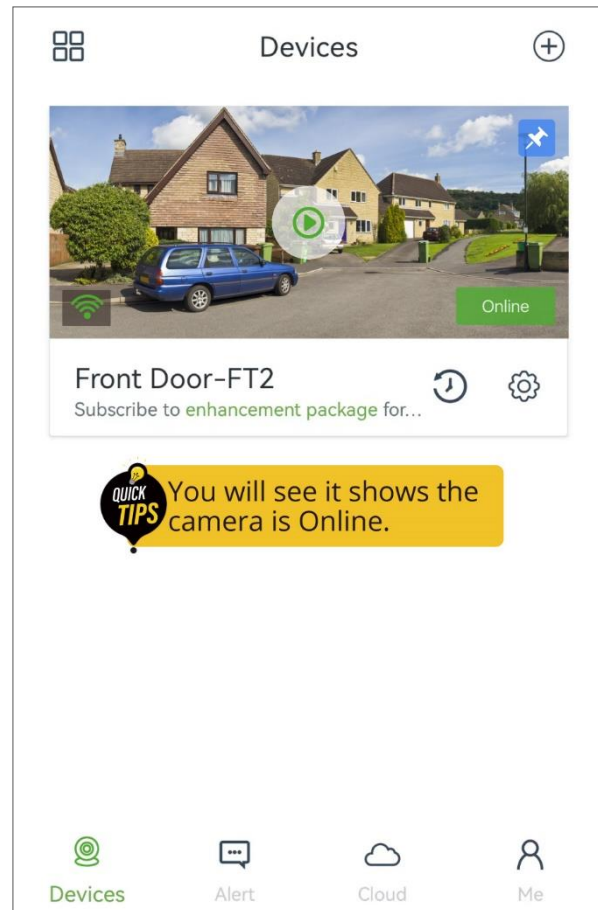 Devices
Online
Front Door-FT2
Subscribe to enhancement package for...
QUICK
TIPS
You will see it shows the
camera is Online.
Devices
Alert
Cloud
Me